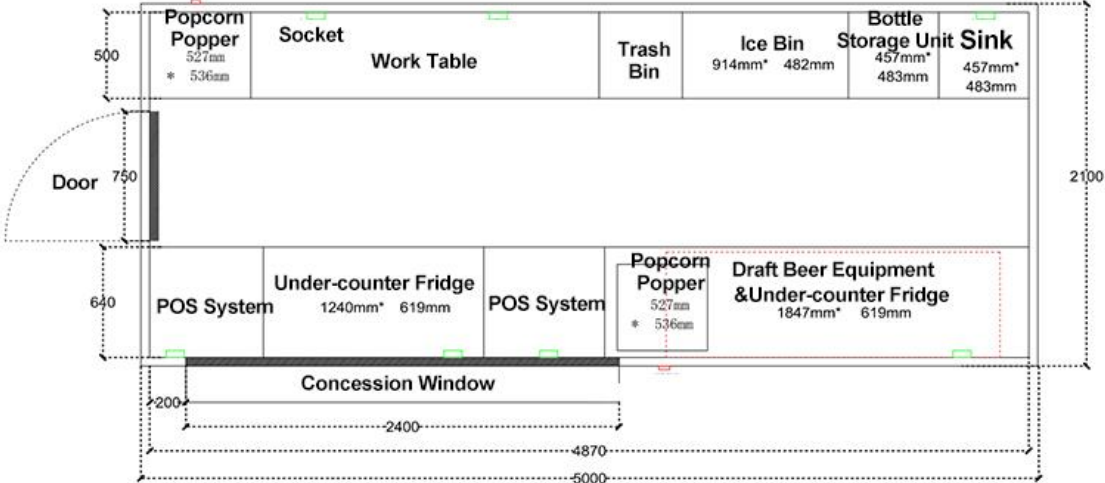 Popcorn
Popper
527mm
* 536mm
Socket
Work Table
Trash
Bin
Ice Bin
914mm* 482mm
Bottle
Storage Unit
457mm*
483mm
Sink
457mm*
483mm
500
Door
750
2100
640
POS System
Under-counter Fridge
1240mm* 619mm
POS System
Popcorn
Popper
527mm
* 536mm
Draft Beer Equipment
&Under-counter Fridge
1847mm* 619mm
Concession Window
200
2400
4870
5000